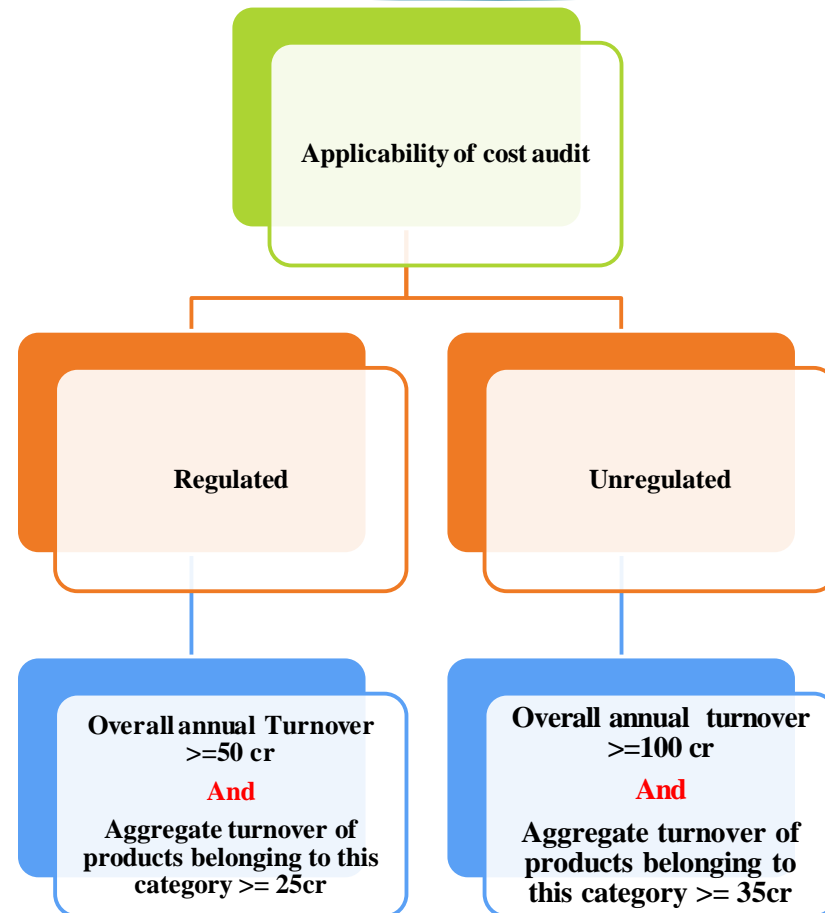 Applicability of cost audit
Regulated
Unregulated
Overall annual Turnover
>=50 cr
And
Aggregate turnover of
products belonging to this
category >= 25cr
Overall annual turnover
>=100 cr
And
Aggregate turnover of
products belonging to
this category >= 35cr